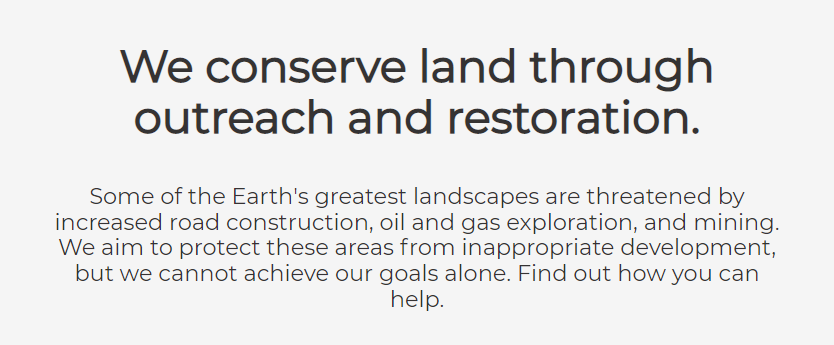 We conserve land through
outreach and restoration.
Some of the Earth's greatest landscapes are threatened by
increased road construction, oil and gas exploration, and mining.
We aim to protect these areas from inappropriate development,
but we cannot achieve our goals alone. Find out how you can
help.